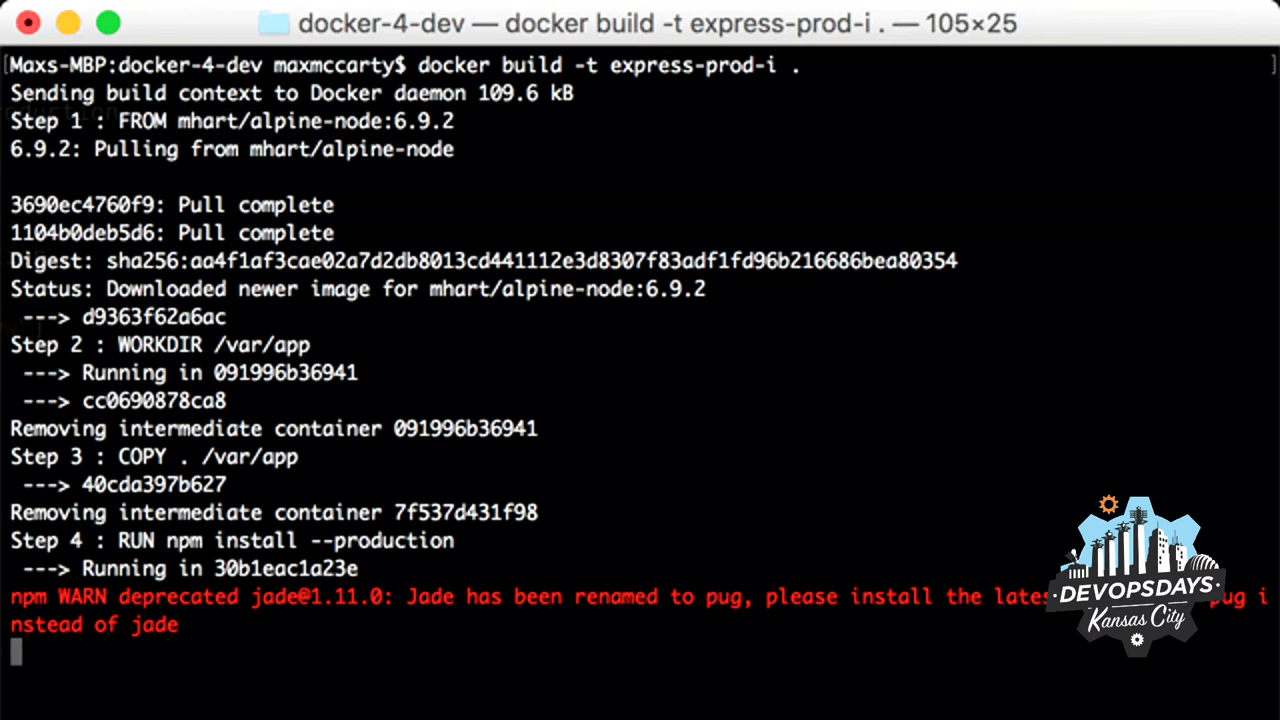 docker-4-dev — docker build -t express-prod-i . — 105×25
[Maxs-MBP:docker-4-dev maxmccarty$ docker build -t express-prod-i . ]
Sending build context to Docker daemon 109.6 kB
Step 1 : FROM mhart/alpine-node:6.9.2
6.9.2: Pulling from mhart/alpine-node
3690ec4760f9: Pull complete
1104b0deb5d6: Pull complete
Digest: sha256:aa4f1af3cae02a7d2db8013cd441112e3d8307f83adf1fd96b216686bea80354
Status: Downloaded newer image for mhart/alpine-node:6.9.2
---> d9363f62a6ac
Step 2 : WORKDIR /var/app
---> Running in 091996b36941
---> cc0690878ca8
Removing intermediate container 091996b36941
Step 3 : COPY . /var/app
---> 40cda397b627
Removing intermediate container 7f537d431f98
Step 4 : RUN npm install --production
---> Running in 30b1eac1a23e
npm WARN deprecated jade@1.11.0: Jade has been renamed to pug, please install the lates pug i
nstead of jade
·DEVOPSDAYS·
Kansas City